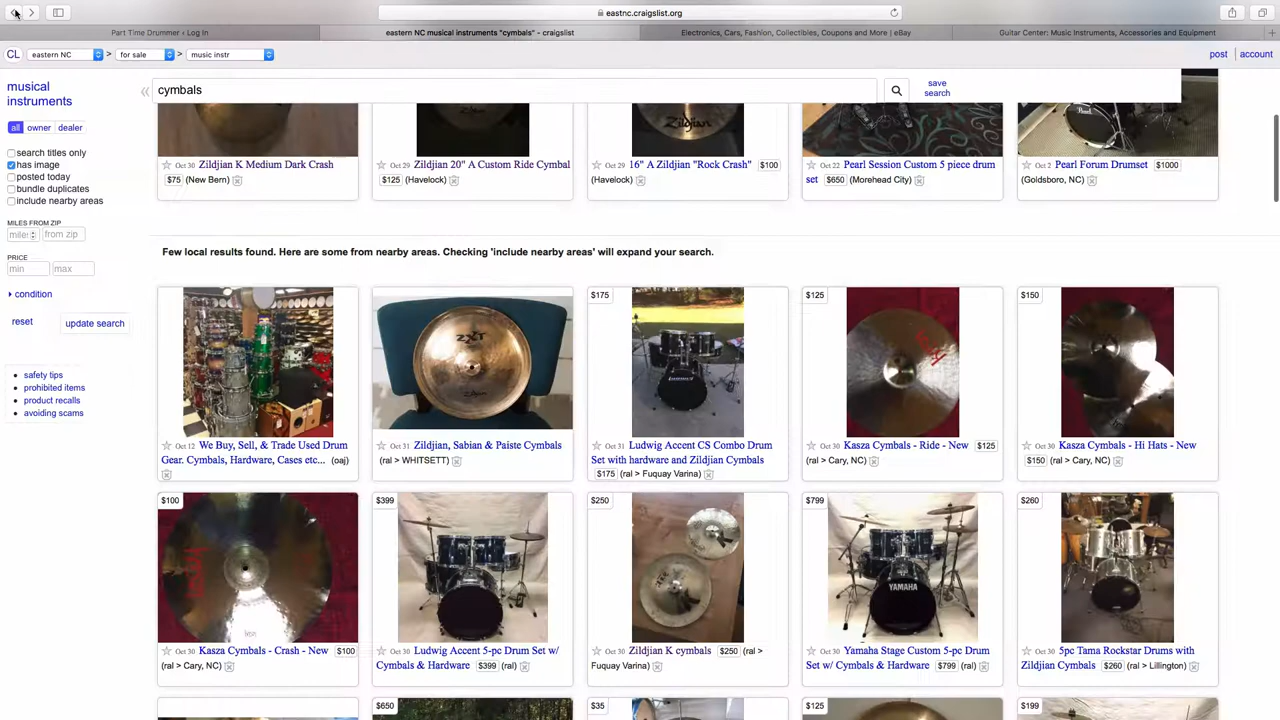 eastnc.craigslist.org
Part Time Drummer ‹ Log In
eastern NC musical instruments "cymbals" - craigslist
Electronics, Cars, Fashion, Collectibles, Coupons and More | eBay
Guitar Center: Music Instruments, Accessories and Equipment
CL eastern NC > for sale > music instr
post account
musical
instruments
cymbals
save
search
all owner dealer
search titles only
has image
posted today
bundle duplicates
include nearby areas
MILES FROM ZIP
miles from zip
PRICE
min max
condition
reset update search
safety tips
prohibited items
product recalls
avoiding scams
Zildjian
Zildjian
Pearl
Oct 30 Zildjian K Medium Dark Crash
$75 (New Bern)
Oct 29 Zildjian 20" A Custom Ride Cymbal
$125 (Havelock)
Oct 29 16" A Zildjian "Rock Crash" $100
(Havelock)
Oct 22 Pearl Session Custom 5 piece drum
set $650 (Morehead City)
Oct 2 Pearl Forum Drumset $1000
(Goldsboro, NC)
Few local results found. Here are some from nearby areas. Checking 'include nearby areas' will expand your search.
ZXT
Oct 12 We Buy, Sell, & Trade Used Drum
Gear. Cymbals, Hardware, Cases etc... (oaj)
Oct 31 Zildjian, Sabian & Paiste Cymbals
(ral > WHITSETT)
$175
Oct 31 Ludwig Accent CS Combo Drum
Set with hardware and Zildjian Cymbals
$175 (ral > Fuquay Varina)
$125
Oct 30 Kasza Cymbals - Ride - New $125
(ral > Cary, NC)
$150
Oct 30 Kasza Cymbals - Hi Hats - New
$150 (ral > Cary, NC)
$100
Oct 30 Kasza Cymbals - Crash - New $100
(ral > Cary, NC)
$399
Oct 30 Ludwig Accent 5-pc Drum Set w/
Cymbals & Hardware $399 (ral)
$250
Oct 30 Zildjian K cymbals $250 (ral >
Fuquay Varina)
$799
YAMAHA
Oct 30 Yamaha Stage Custom 5-pc Drum
Set w/ Cymbals & Hardware $799 (ral)
$260
Oct 30 5pc Tama Rockstar Drums with
Zildjian Cymbals $260 (ral > Lillington)
$650
$35
$125
$199